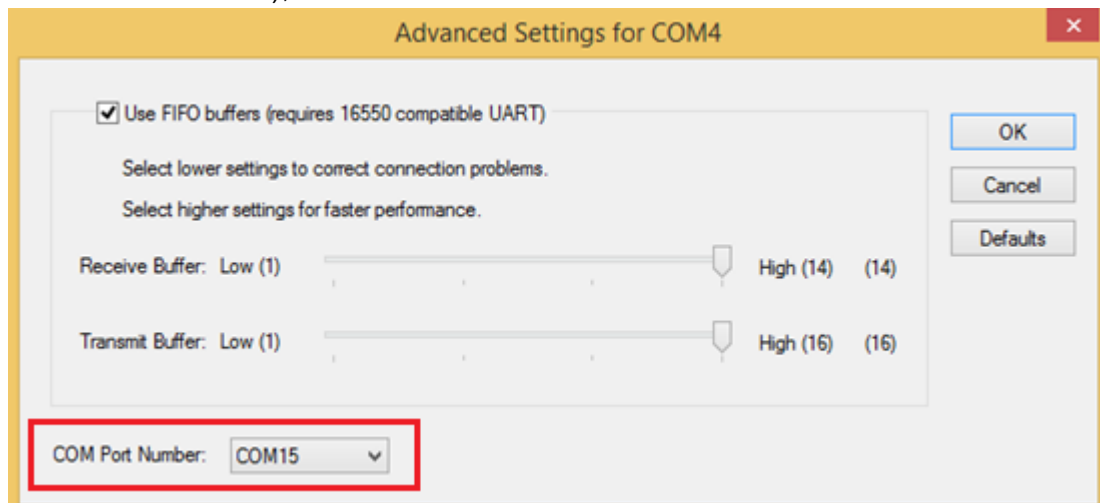 Advanced Settings for COM4
Use FIFO buffers (requires 16550 compatible UART)
OK
Select lower settings to correct connection problems.
Cancel
Select higher settings for faster performance.
Defaults
Receive Buffer: Low (1) High (14) (14)
Transmit Buffer: Low (1) High (16) (16)
COM Port Number: COM15